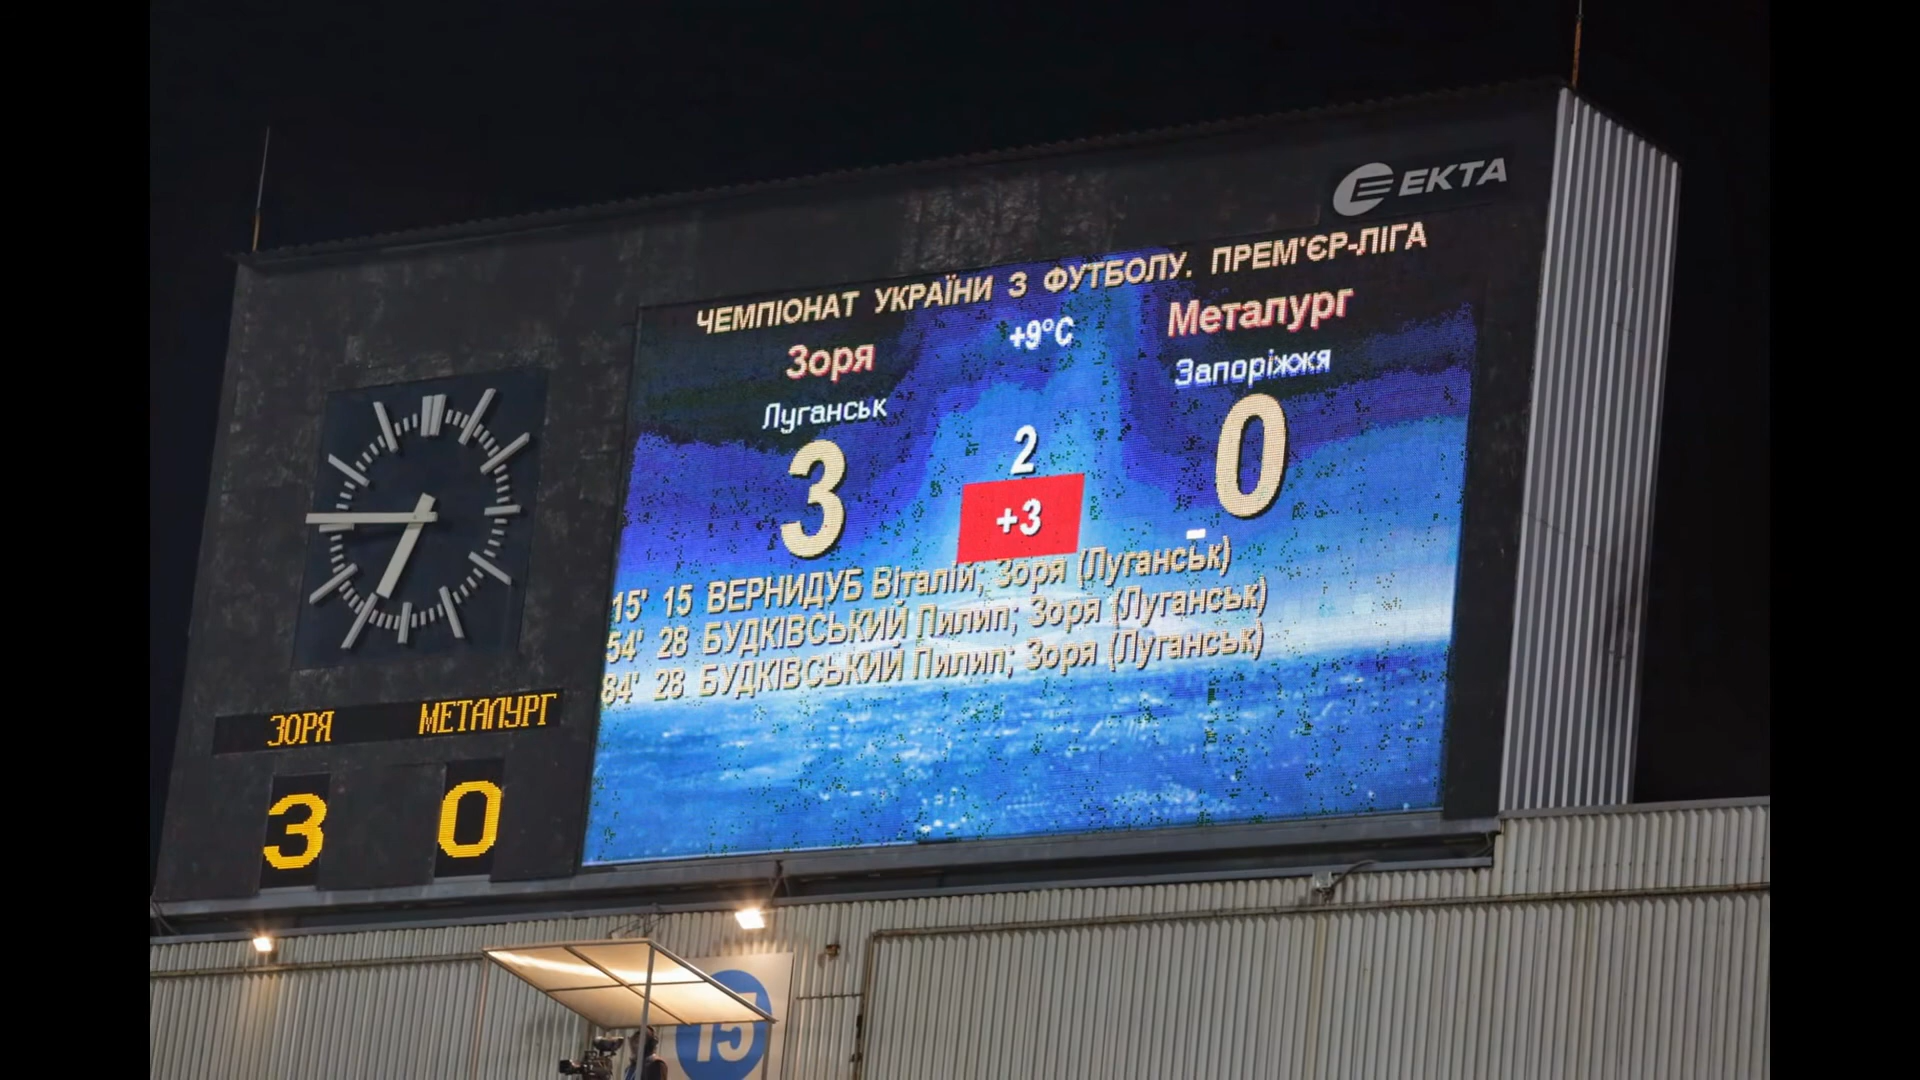 ЕКТА
ЧЕМПІОНАТ УКРАЇНИ З ФУТБОЛУ. ПРЕМ'ЄР-ЛІГА
Зоря +9°C Металург
Луганськ Запоріжжя
3 2 0
+3
15' 15 ВЕРНИДУБ Віталій; Зоря (Луганськ)
54' 28 БУДКІВСЬКИЙ Пилип; Зоря (Луганськ)
84' 28 БУДКІВСЬКИЙ Пилип; Зоря (Луганськ)
ЗОРЯ МЕТАЛУРГ
3 0
15